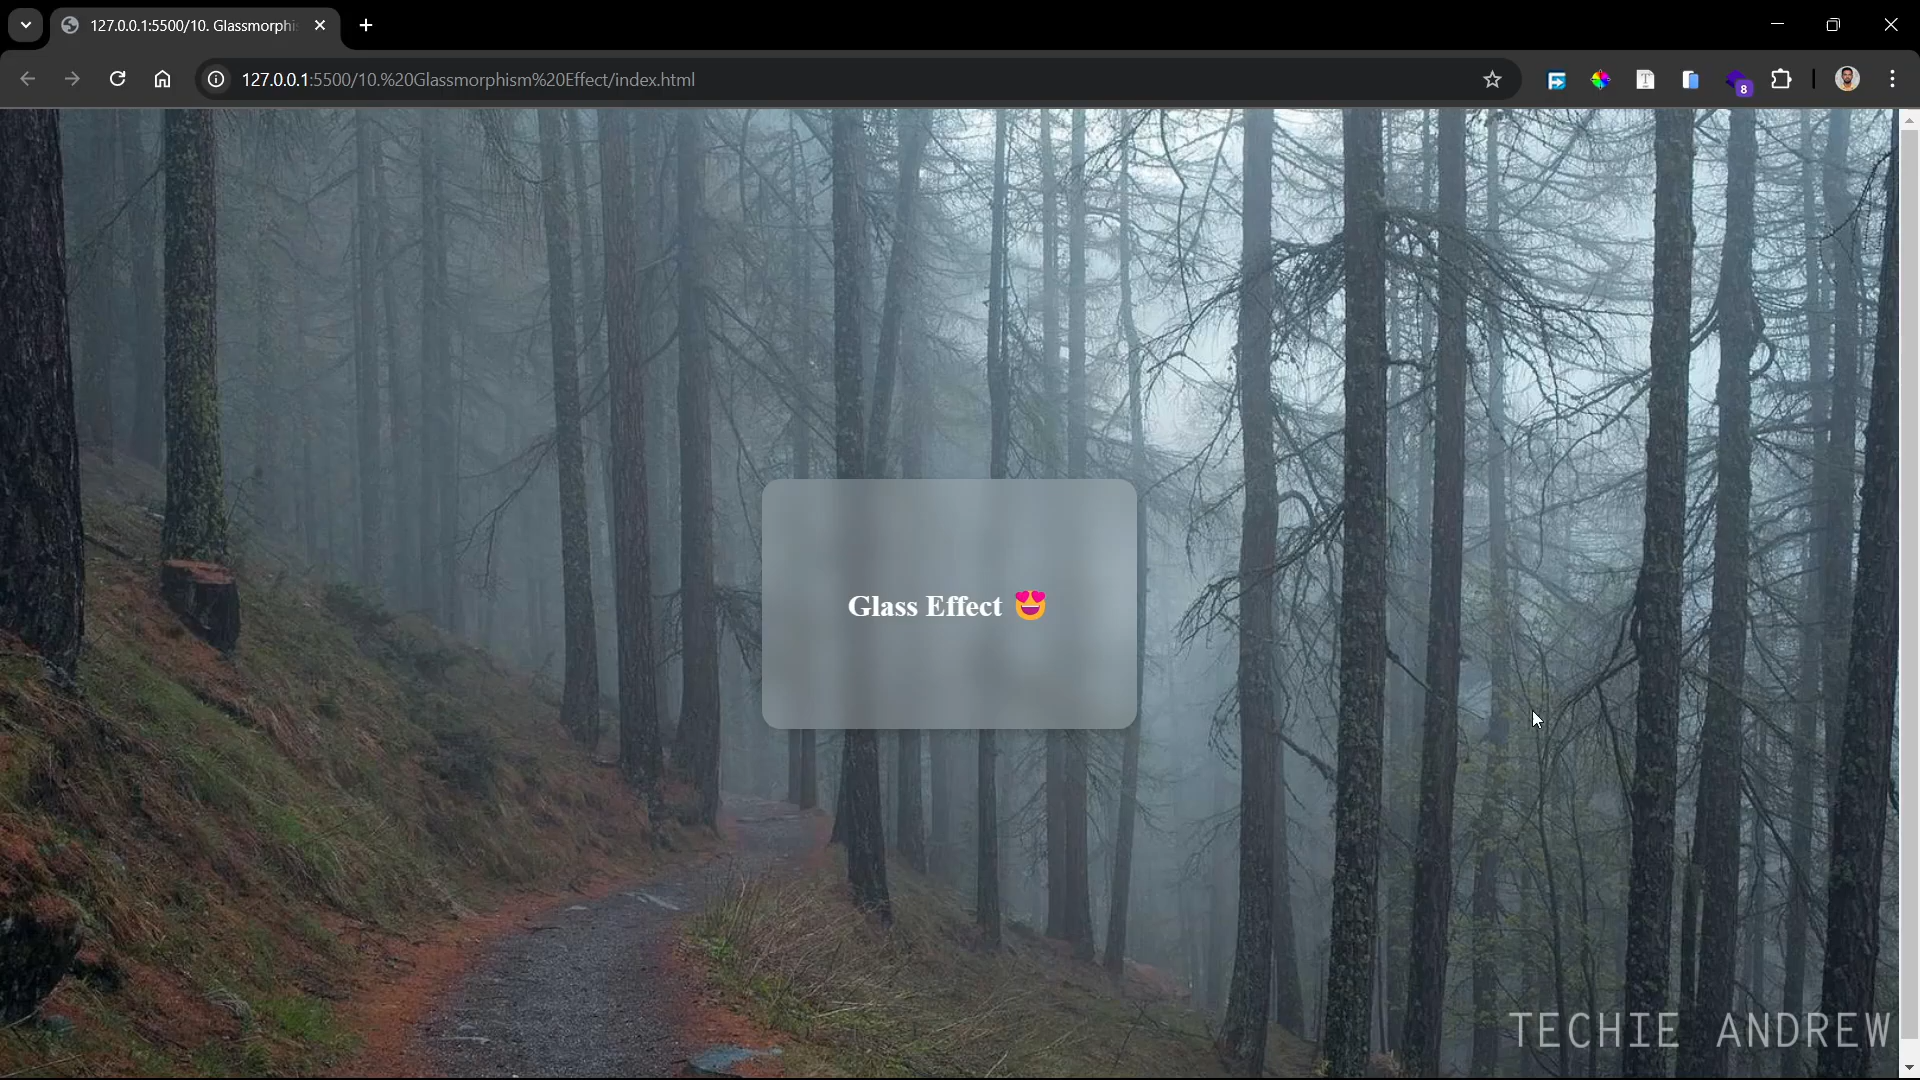 127.0.0.1:5500/10. Glassmorphi
127.0.0.1:5500/10.%20Glassmorphism%20Effect/index.html
8
Glass Effect 😍
TECHIE ANDREW